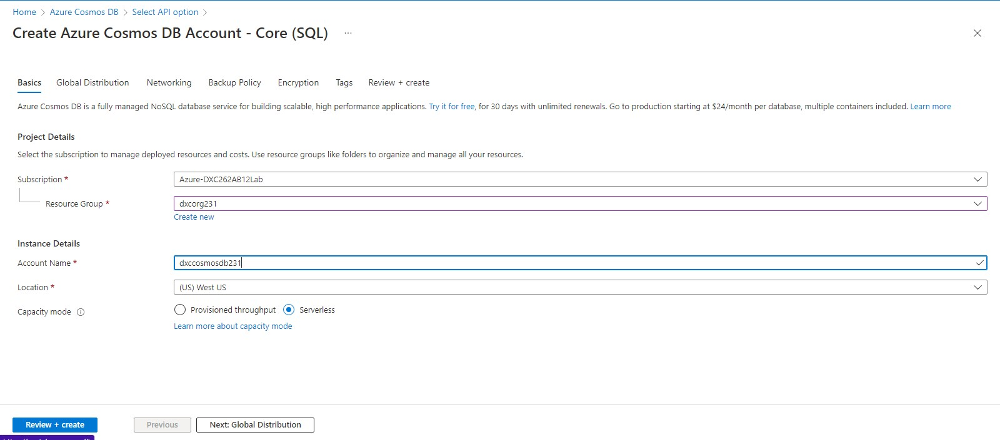 Home > Azure Cosmos DB > Select API option >
Create Azure Cosmos DB Account - Core (SQL) ...
Basics Global Distribution Networking Backup Policy Encryption Tags Review + create
Azure Cosmos DB is a fully managed NoSQL database service for building scalable, high performance applications. Try it for free, for 30 days with unlimited renewals. Go to production starting at $24/month per database, multiple containers included. Learn more
Project Details
Select the subscription to manage deployed resources and costs. Use resource groups like folders to organize and manage all your resources.
Subscription * Azure-DXC262AB12Lab
Resource Group * dxcorg231
Create new
Instance Details
Account Name * dxccosmosdb231
Location * (US) West US
Capacity mode Provisioned throughput Serverless
Learn more about capacity mode
Review + create Previous Next: Global Distribution